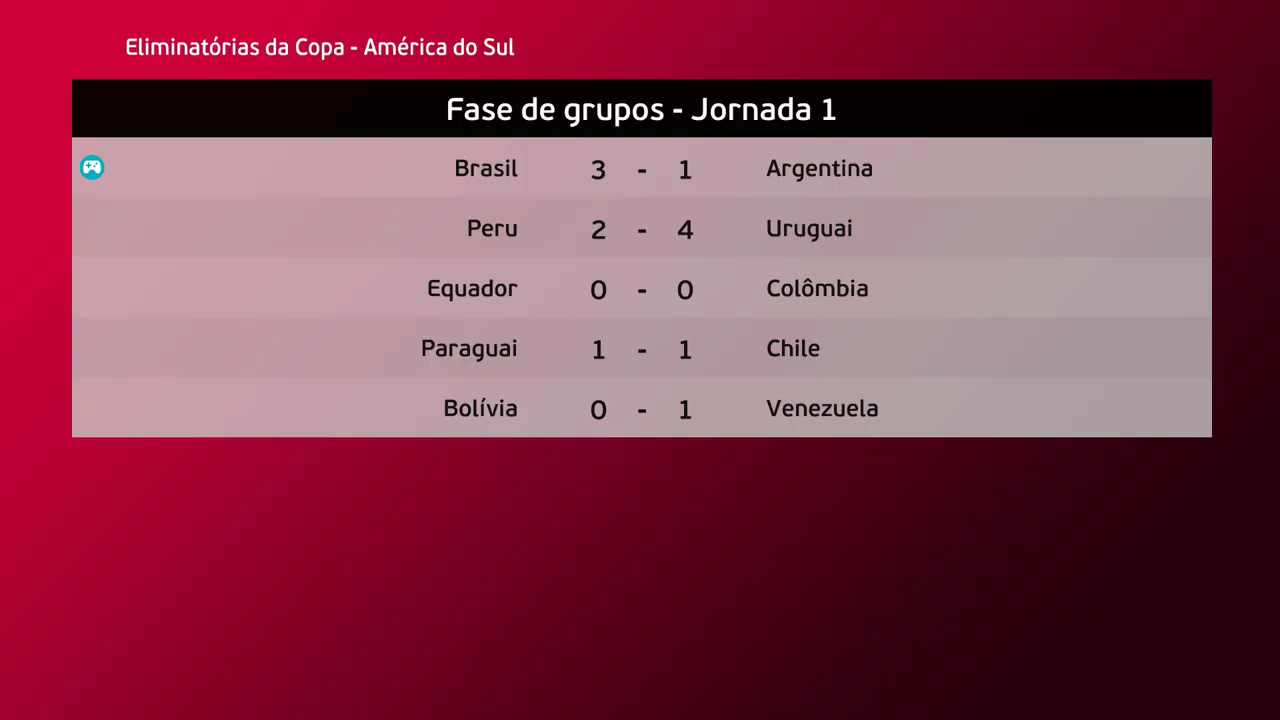 Eliminatórias da Copa - América do Sul
Fase de grupos - Jornada 1
Brasil 3 - 1 Argentina
Peru 2 - 4 Uruguai
Equador 0 - 0 Colômbia
Paraguai 1 - 1 Chile
Bolívia 0 - 1 Venezuela